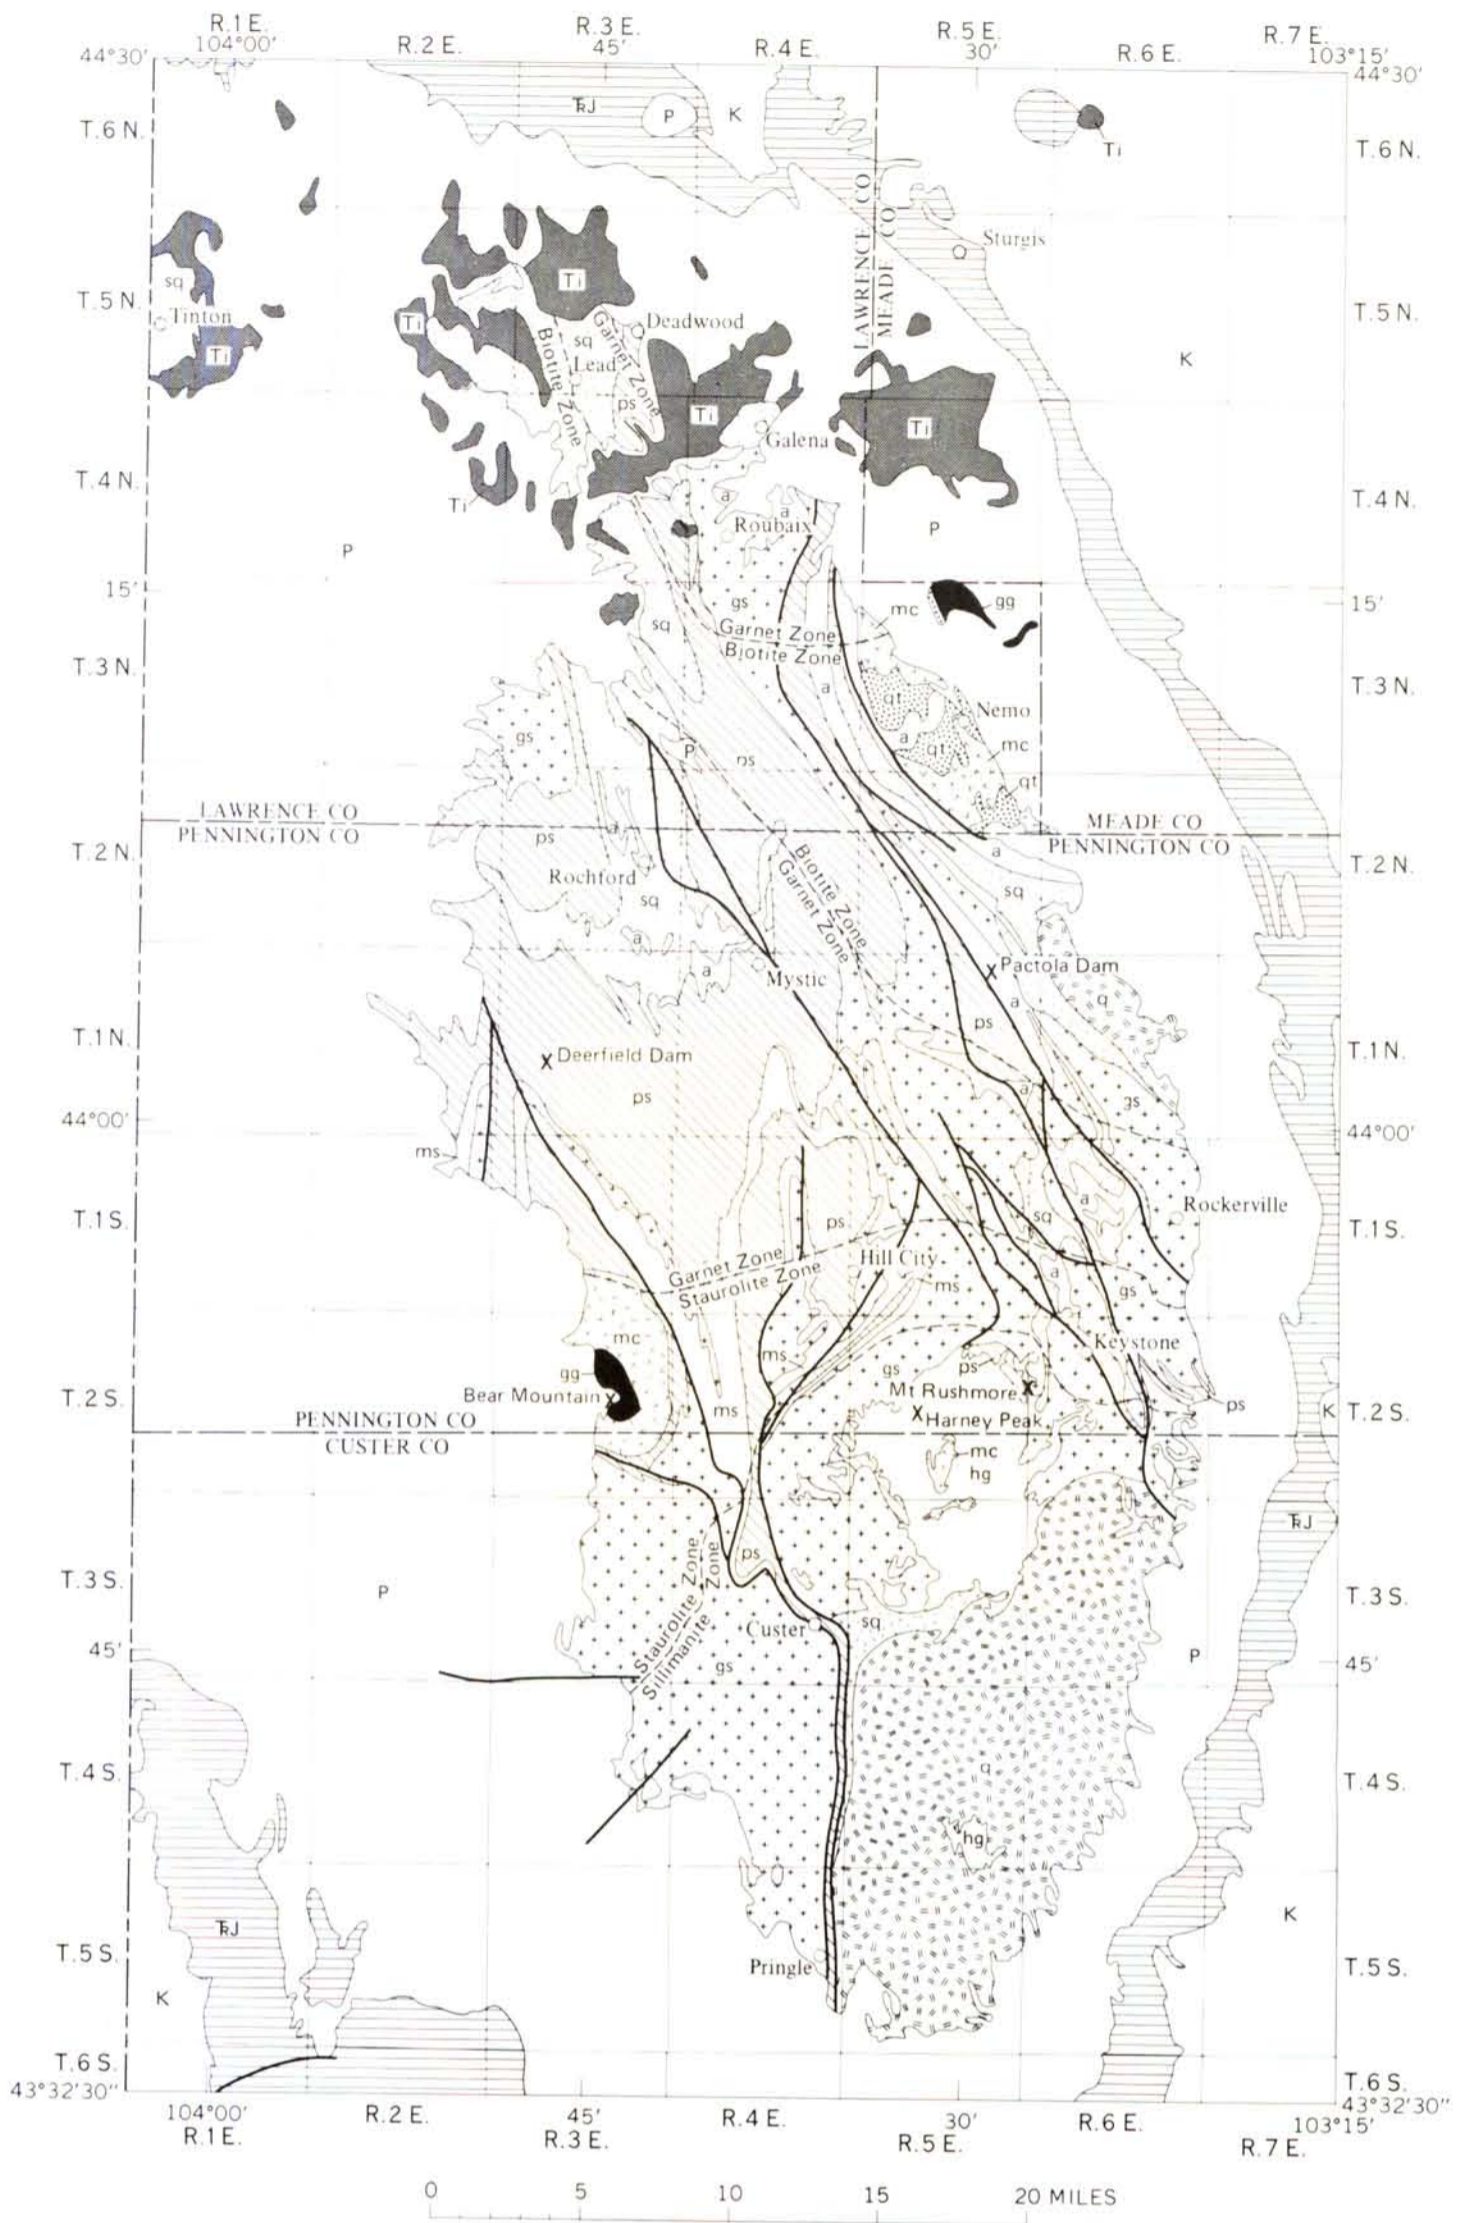 R.1 E.
R.3 E.
R.5 E.
R.7 E.
104°00′
R.2 E.
45′
R.4 E.
30′
R.6 E.
103°15′
44°30′
44°30′
TRJ
P
K
Ti
T.6 N.
T.6 N.
LAWRENCE CO
MEADE CO
Sturgis
sq
Ti
T.5 N.
Tinton
Ti
Ti
Deadwood
T.5 N.
Biotite Zone
Garnet Zone
sq
Lead
K
ps
Ti
Galena
Ti
T.4 N.
Ti
a
a
Roubaix
P
T.4 N.
P
15′
gs
mc
gg
15′
sq
Garnet Zone
Biotite Zone
T.3 N.
a
qt
Nemo
T.3 N.
gs
P
ps
a
qt
mc
qt
LAWRENCE CO
PENNINGTON CO
a
MEADE CO
PENNINGTON CO
T.2 N.
ps
Biotite Zone
Garnet Zone
a
T.2 N.
Rochford
sq
sq
a
a
Mystic
X Pactola Dam
a
q
T.1 N.
ps
T.1 N.
X Deerfield Dam
ps
a
gs
44°00′
44°00′
ms
T.1 S.
ps
sq
a
Rockerville
T.1 S.
Garnet Zone
Staurolite Zone
Hill City
ms
a
gs
mc
Keystone
gg
ms
gs
ps
Bear Mountain X
Mt Rushmore X
T.2 S.
ms
X Harney Peak
ps
K
T.2 S.
PENNINGTON CO
CUSTER CO
mc
hg
TRJ
ps
T.3 S.
P
Staurolite Zone
Sillimanite Zone
T.3 S.
Custer
sq
45′
gs
P
45′
T.4 S.
q
T.4 S.
hg
TRJ
K
T.5 S.
Pringle
T.5 S.
K
T.6 S.
T.6 S.
43°32′30″
43°32′30″
104°00′
R.2 E.
45′
R.4 E.
30′
R.6 E.
103°15′
R.1 E.
R.3 E.
R.5 E.
R.7 E.
0 5 10 15 20 MILES